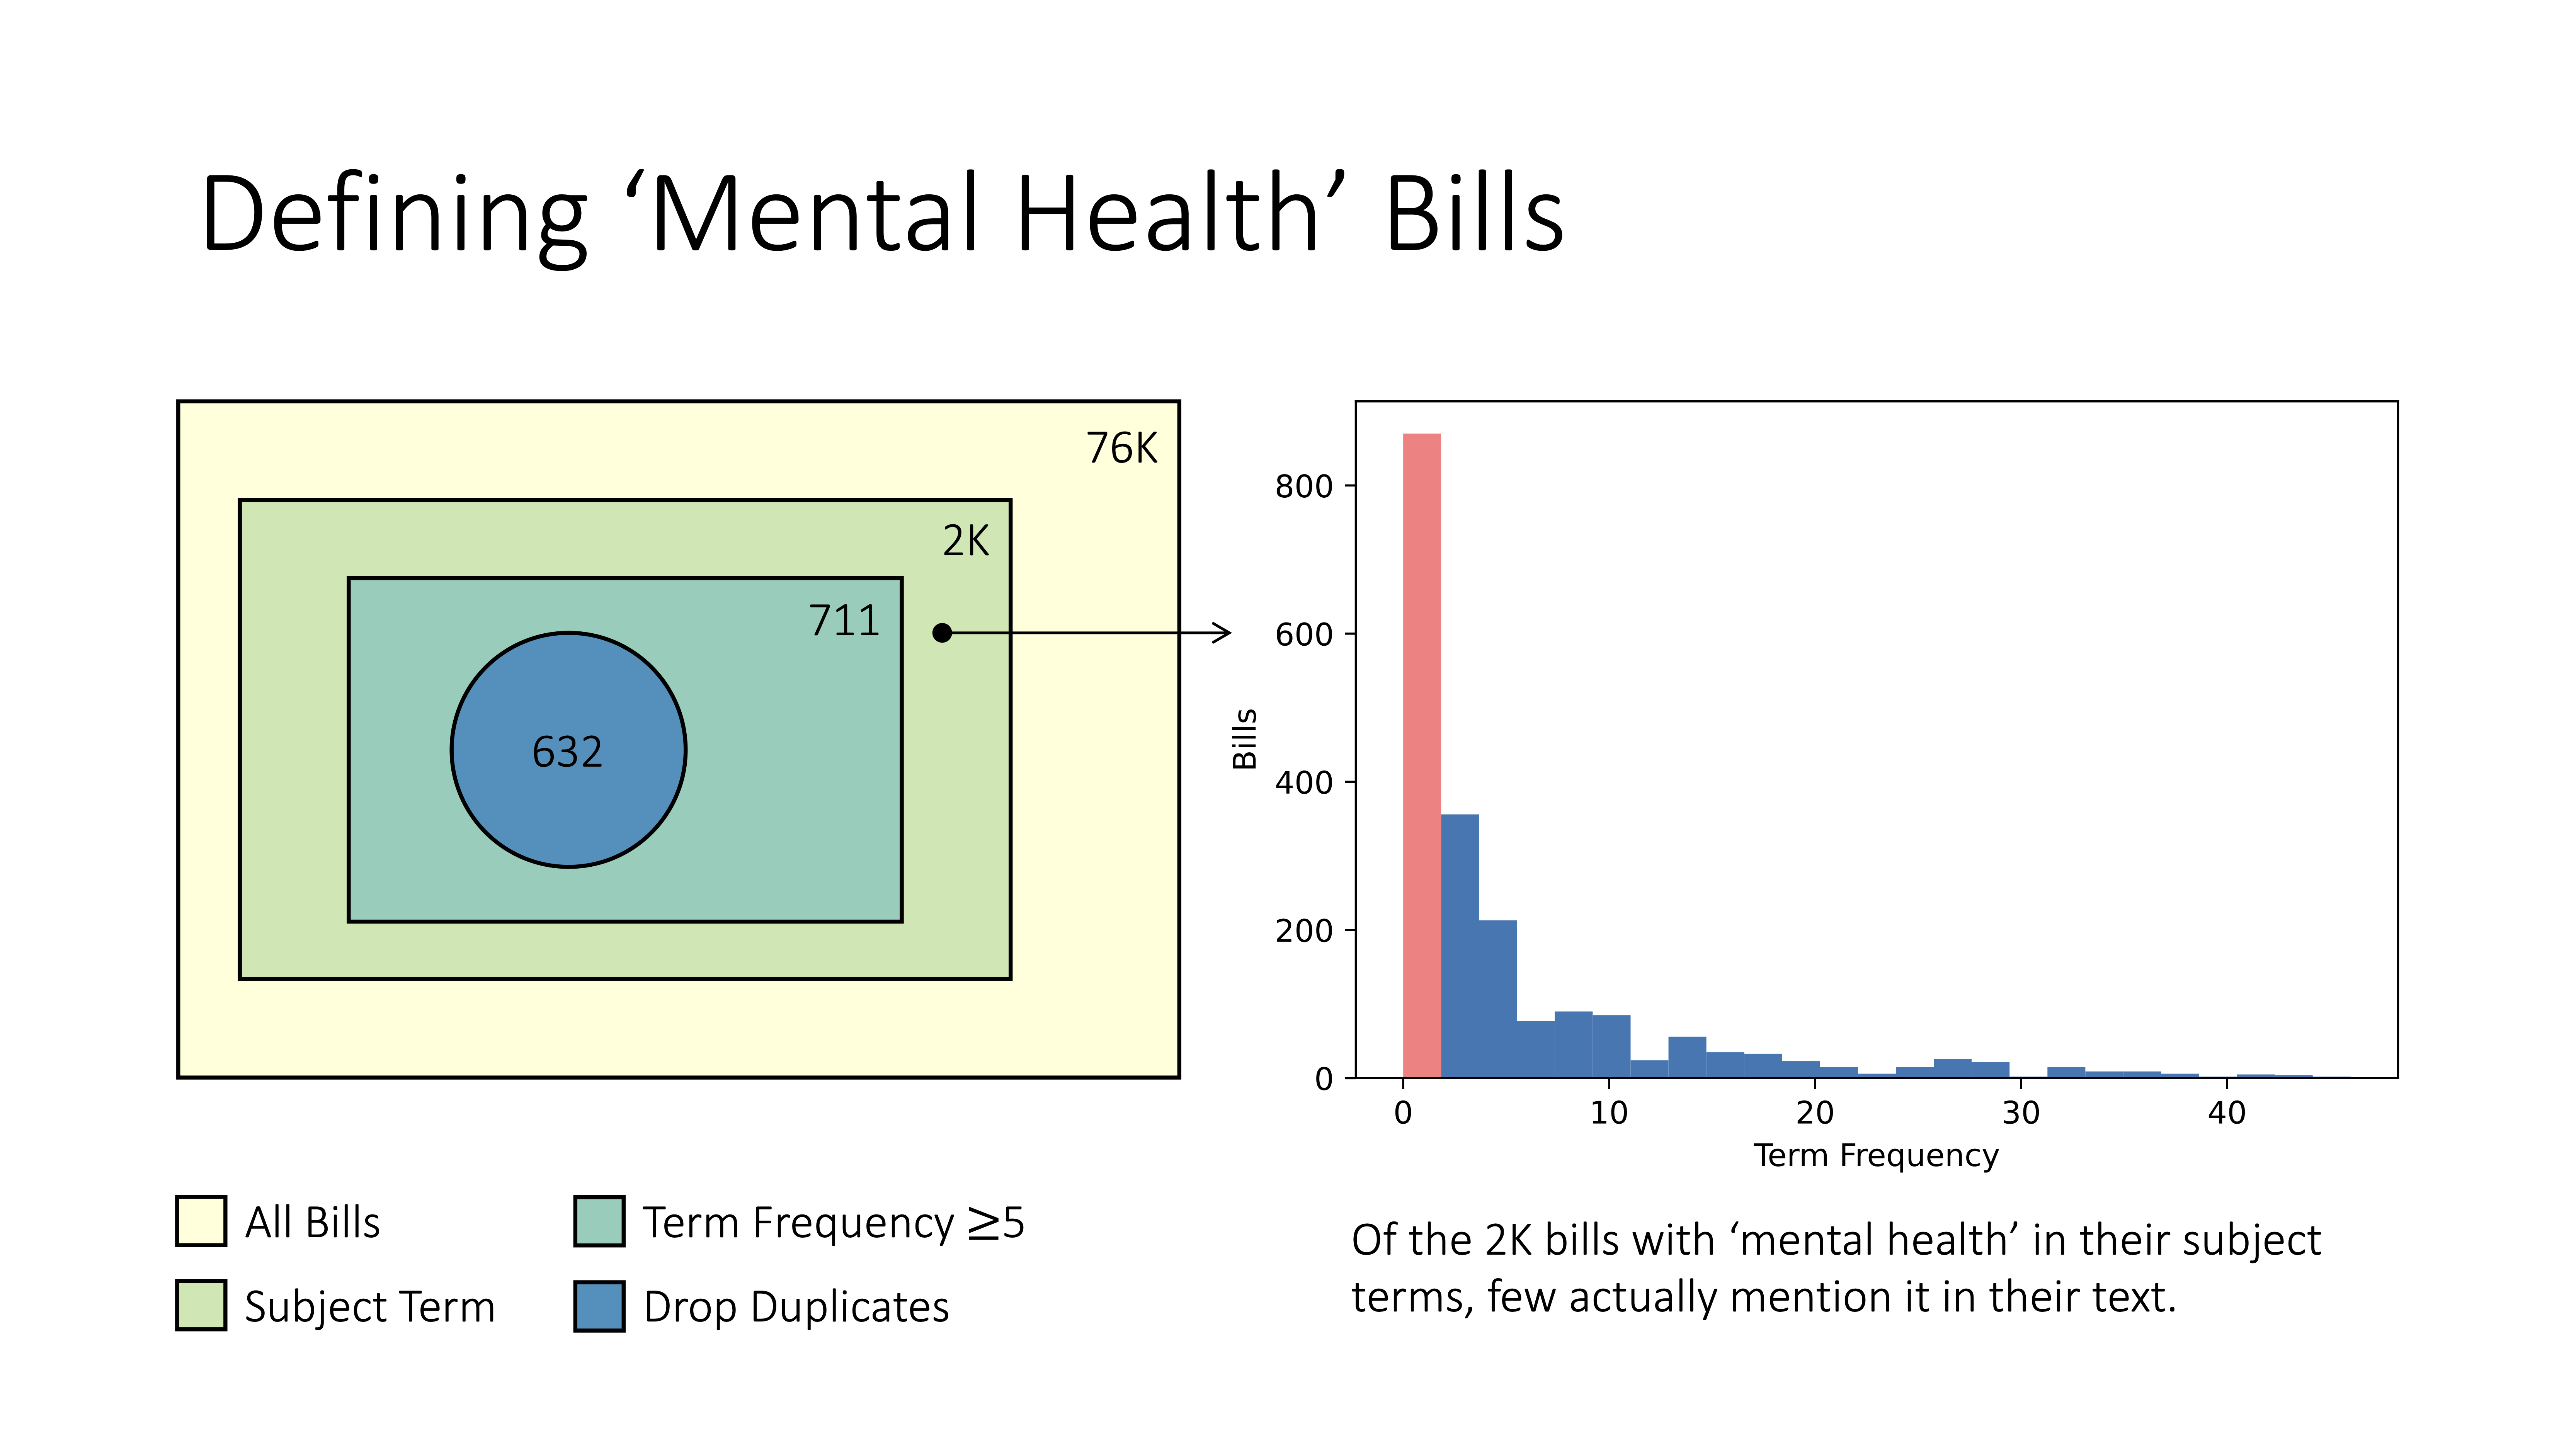 Defining ‘Mental Health’ Bills
76K
2K
711
632
All Bills
Term Frequency ≥5
Subject Term
Drop Duplicates
800
600
400
200
0
Bills
0 10 20 30 40
Term Frequency
Of the 2K bills with ‘mental health’ in their subject
terms, few actually mention it in their text.